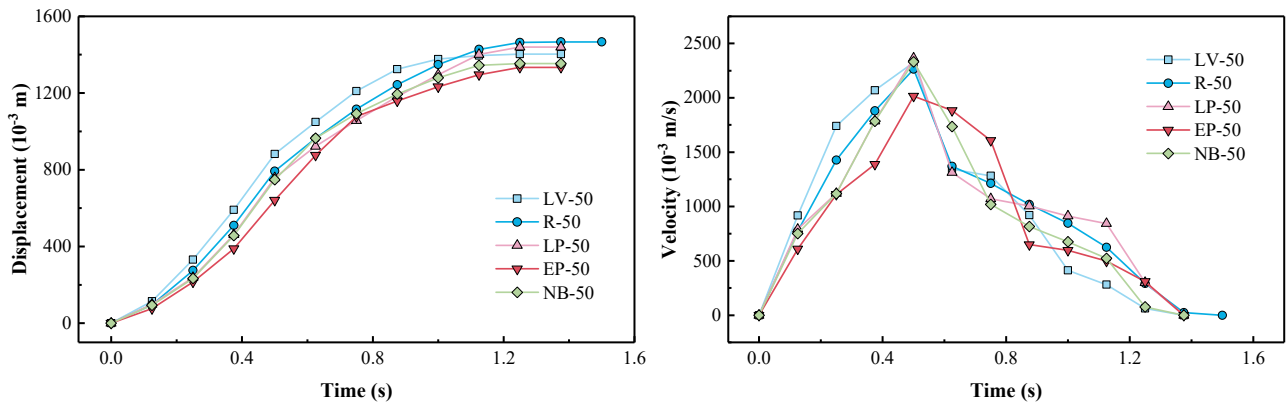 1600
1200
800
400
0
Displacement (10⁻³ m)
0.0 0.4 0.8 1.2 1.6
Time (s)
LV-50
R-50
LP-50
EP-50
NB-50
2500
2000
1500
1000
500
0
Velocity (10⁻³ m/s)
0.0 0.4 0.8 1.2 1.6
Time (s)
LV-50
R-50
LP-50
EP-50
NB-50